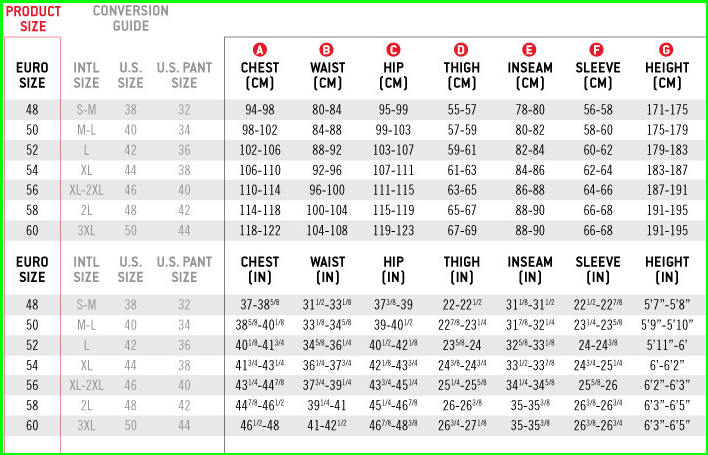 PRODUCT SIZE CONVERSION GUIDE
A B C D E F G
EURO SIZE INTL SIZE U.S. SIZE U.S. PANT SIZE CHEST (CM) WAIST (CM) HIP (CM) THIGH (CM) INSEAM (CM) SLEEVE (CM) HEIGHT (CM)
48 S-M 38 32 94-98 80-84 95-99 55-57 78-80 56-58 171-175
50 M-L 40 34 98-102 84-88 99-103 57-59 80-82 58-60 175-179
52 L 42 36 102-106 88-92 103-107 59-61 82-84 60-62 179-183
54 XL 44 38 106-110 92-96 107-111 61-63 84-86 62-64 183-187
56 XL-2XL 46 40 110-114 96-100 111-115 63-65 86-88 64-66 187-191
58 2L 48 42 114-118 100-104 115-119 65-67 88-90 66-68 191-195
60 3XL 50 44 118-122 104-108 119-123 67-69 88-90 66-68 191-195
EURO SIZE INTL SIZE U.S. SIZE U.S. PANT SIZE CHEST (IN) WAIST (IN) HIP (IN) THIGH (IN) INSEAM (IN) SLEEVE (IN) HEIGHT (IN)
48 S-M 38 32 37-38 5/8 31 1/2-33 1/8 37 3/8-39 22-22 1/2 31 1/8-31 1/2 22 1/2-22 7/8 5’7”-5’8”
50 M-L 40 34 38 5/8-40 1/8 33 1/8-34 5/8 39-40 1/2 22 7/8-23 1/4 31 7/8-32 1/4 23 1/4-23 5/8 5’9”-5’10”
52 L 42 36 40 1/8-41 3/4 34 5/8-36 1/4 40 1/2-42 1/8 23 5/8-24 32 5/8-33 1/8 24-24 3/8 5’11”-6’
54 XL 44 38 41 3/4-43 1/4 36 1/4-37 3/4 42 1/8-43 3/4 24 3/8-24 3/4 33 1/2-33 7/8 24 3/4-25 1/4 6’-6’2”
56 XL-2XL 46 40 43 1/4-44 7/8 37 3/4-39 1/4 43 3/4-45 1/4 25 1/4-25 5/8 34 1/4-34 5/8 25 5/8-26 6’2”-6’3”
58 2L 48 42 44 7/8-46 1/2 39 1/4-41 45 1/4-46 7/8 26-26 3/8 35-35 3/8 26 3/8-26 3/4 6’3”-6’5”
60 3XL 50 44 46 1/2-48 41-42 1/2 46 7/8-48 3/8 26 3/4-27 1/8 35-35 3/8 26 3/8-26 3/4 6’3”-6’5”